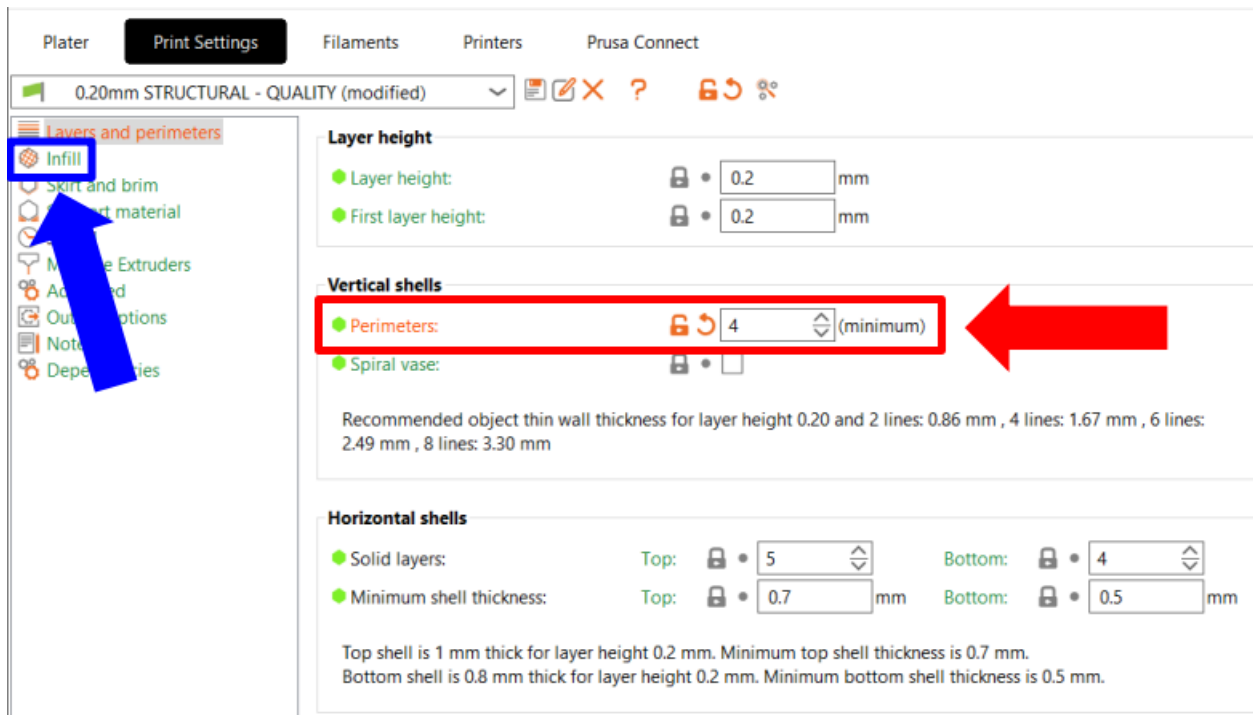 Plater Print Settings Filaments Printers Prusa Connect
0.20mm STRUCTURAL - QUALITY (modified) ?
Layers and perimeters
Infill
Skirt and brim
material
Extruders
Output options
Dependencies
Layer height
Layer height: 0.2 mm
First layer height: 0.2 mm
Vertical shells
Perimeters: 4 (minimum)
Spiral vase:
Recommended object thin wall thickness for layer height 0.20 and 2 lines: 0.86 mm , 4 lines: 1.67 mm , 6 lines:
2.49 mm , 8 lines: 3.30 mm
Horizontal shells
Solid layers: Top: 5 Bottom: 4
Minimum shell thickness: Top: 0.7 mm Bottom: 0.5 mm
Top shell is 1 mm thick for layer height 0.2 mm. Minimum top shell thickness is 0.7 mm.
Bottom shell is 0.8 mm thick for layer height 0.2 mm. Minimum bottom shell thickness is 0.5 mm.